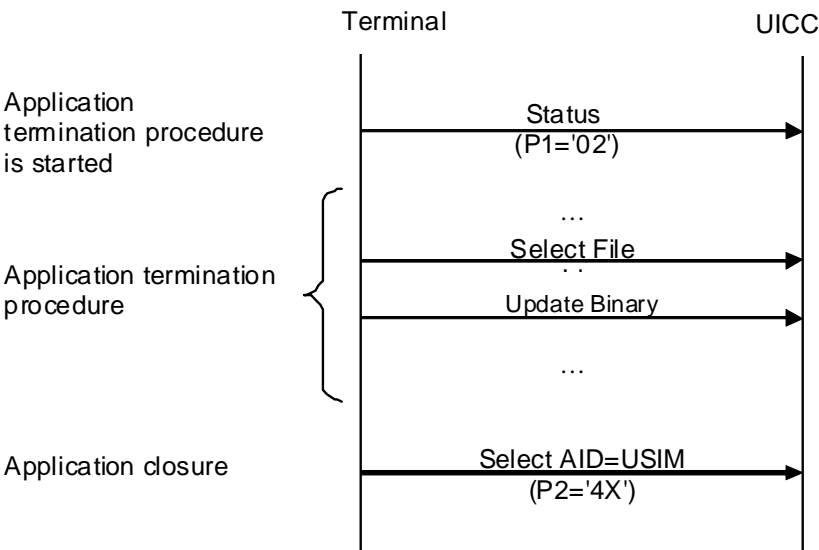 Terminal
UICC
Application
termination procedure
is started
Status
(P1='02')
...
Select File
. .
Application termination
procedure
Update Binary
...
Application closure
Select AID=USIM
(P2='4X')